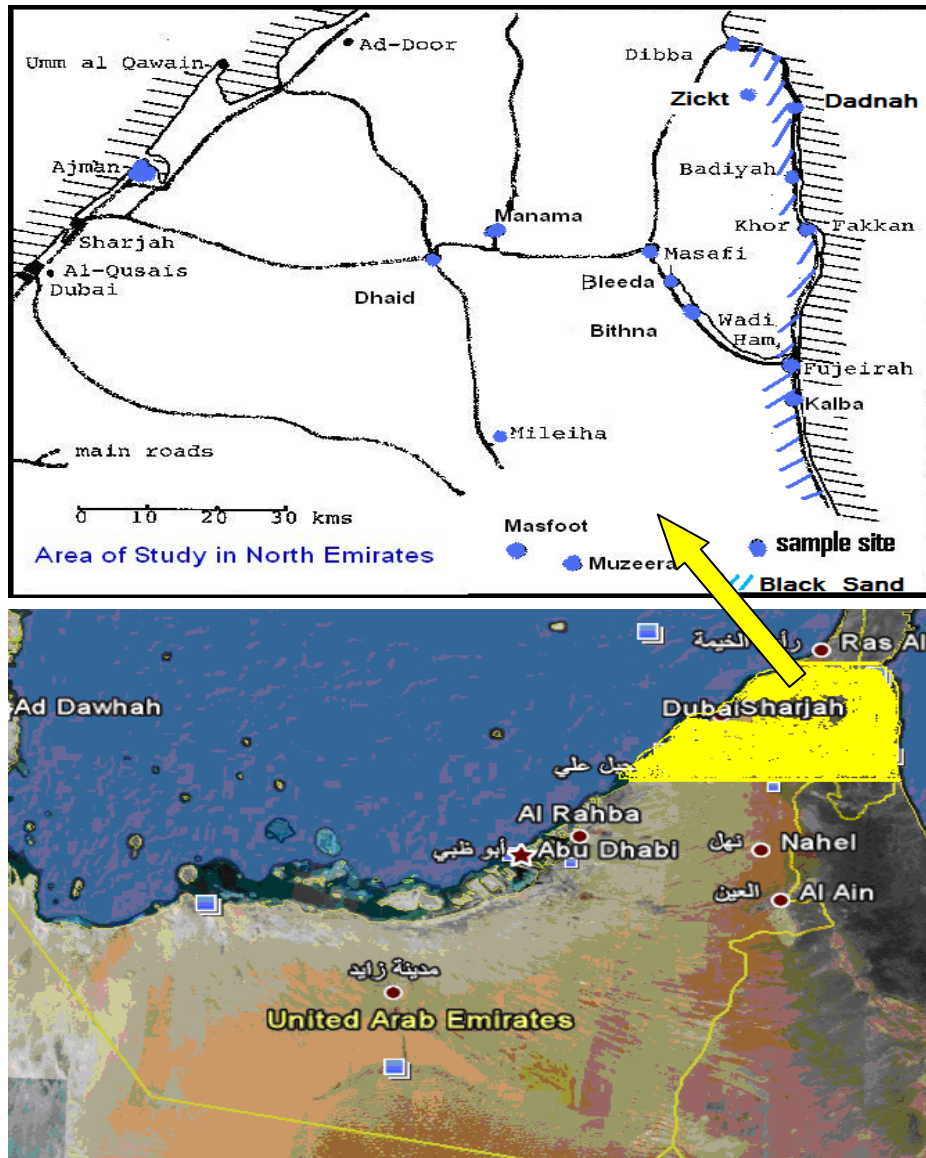 Ad-Door
Umm al Qawain
Dibba
Zickt
Dadnah
Ajman
Badiyah
Manama
Khor Fakkan
Sharjah
Masafi
Al-Qusais
Dubai
Bleeda
Dhaid
Wadi
Ham
Bithna
Fujeirah
Kalba
Mileiha
main roads
0 10 20 30 kms
Masfoot
sample site
Area of Study in North Emirates
Muzeera
Black Sand
رأس الخيمة
Ras Al
Ad Dawhah
Dubai
Sharjah
جبل علي
Al Rahba
أبو ظبي
Abu Dhabi
نهل
Nahel
العين
Al Ain
مدينة زايد
United Arab Emirates